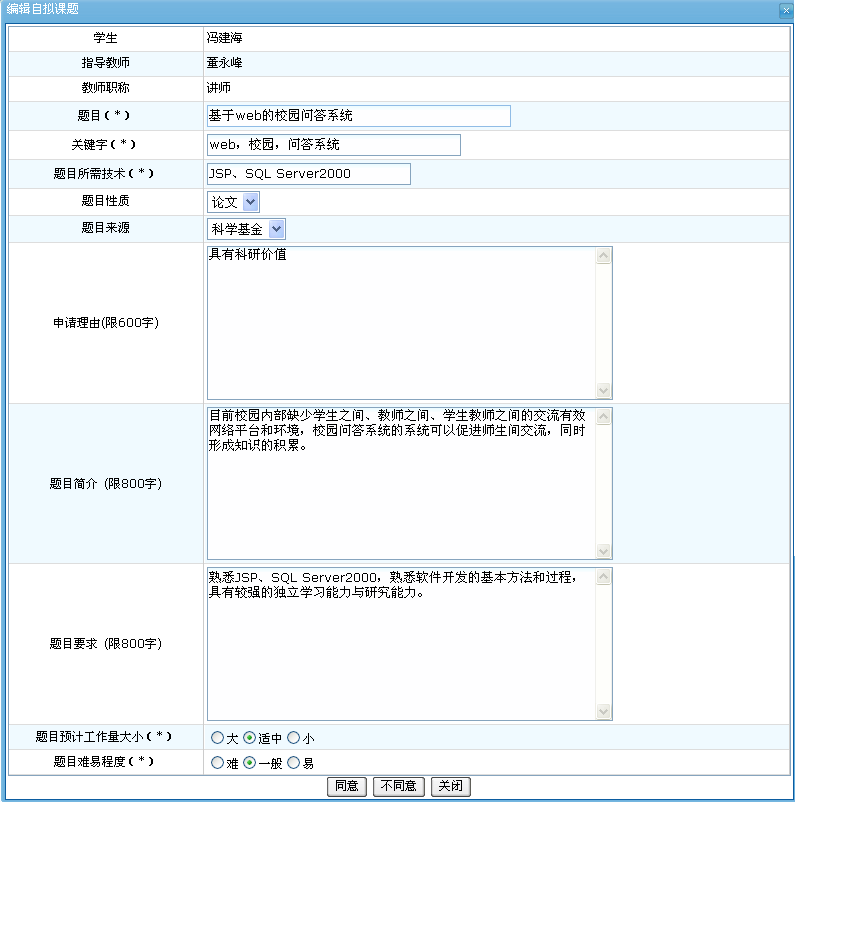 编辑自拟课题
学生 冯建海
指导教师 董永峰
教师职称 讲师
题目(*) 基于web的校园问答系统
关键字(*) web，校园，问答系统
题目所需技术(*) JSP、SQL Server2000
题目性质 论文
题目来源 科学基金
申请理由(限600字) 具有科研价值
题目简介 (限800字) 目前校园内部缺少学生之间、教师之间、学生教师之间的交流有效
网络平台和环境，校园问答系统的系统可以促进师生间交流，同时
形成知识的积累。
题目要求 (限800字) 熟悉JSP、SQL Server2000，熟悉软件开发的基本方法和过程，
具有较强的独立学习能力与研究能力。
题目预计工作量大小(*) 大 适中 小
题目难易程度(*) 难 一般 易
同意 不同意 关闭